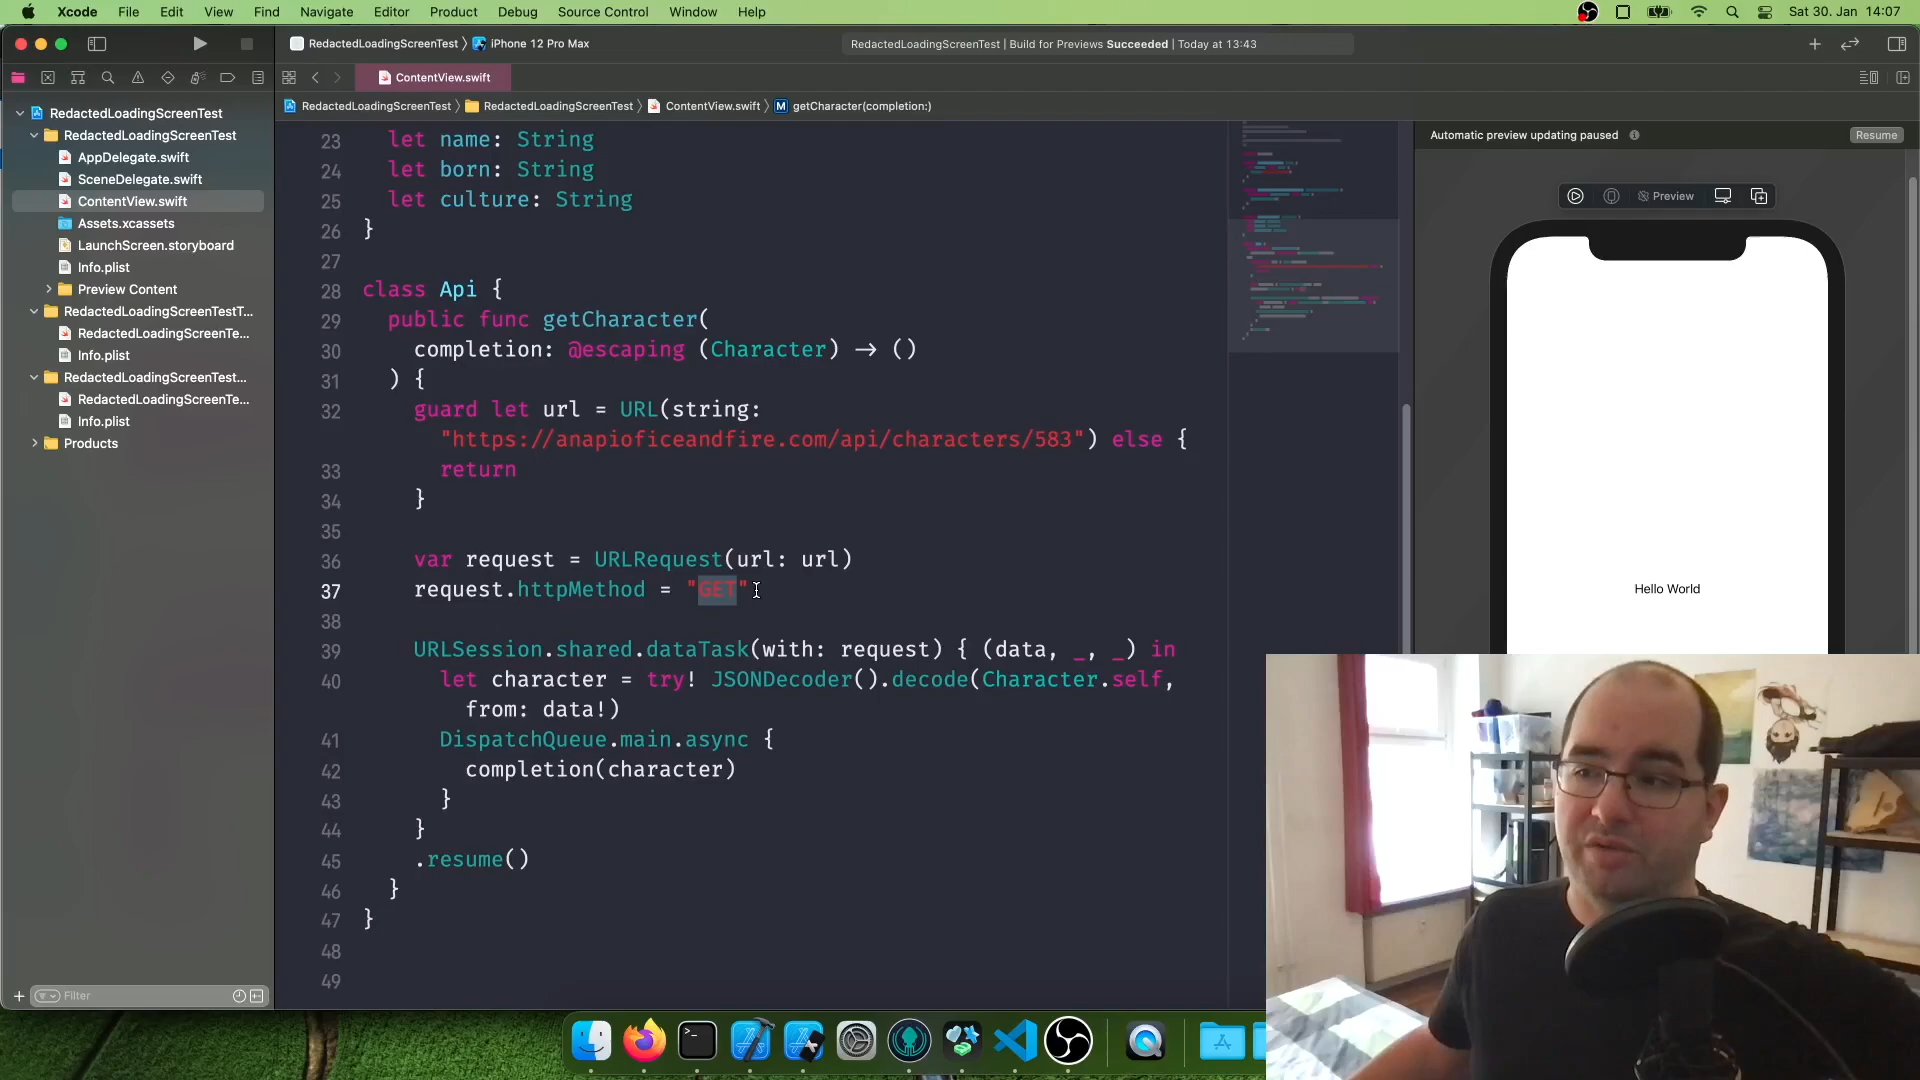 Xcode File Edit View Find Navigate Editor Product Debug Source Control Window Help
Sat 30. Jan 14:07
RedactedLoadingScreenTest iPhone 12 Pro Max
RedactedLoadingScreenTest | Build for Previews Succeeded | Today at 13:43
ContentView.swift
RedactedLoadingScreenTest RedactedLoadingScreenTest ContentView.swift M getCharacter(completion:)
RedactedLoadingScreenTest
RedactedLoadingScreenTest
AppDelegate.swift
SceneDelegate.swift
ContentView.swift
Assets.xcassets
LaunchScreen.storyboard
Info.plist
Preview Content
RedactedLoadingScreenTestT...
RedactedLoadingScreenTe...
Info.plist
RedactedLoadingScreenTest...
RedactedLoadingScreenTe...
Info.plist
Products
Filter
23 let name: String
24 let born: String
25 let culture: String
26 }
27
28 class Api {
29 public func getCharacter(
30 completion: @escaping (Character) -> ()
31 ) {
32 guard let url = URL(string:
"https://anapioficeandfire.com/api/characters/583") else {
33 return
34 }
35
36 var request = URLRequest(url: url)
37 request.httpMethod = "GET"
38
39 URLSession.shared.dataTask(with: request) { (data, _, _) in
40 let character = try! JSONDecoder().decode(Character.self,
from: data!)
41 DispatchQueue.main.async {
42 completion(character)
43 }
44 }
45 .resume()
46 }
47 }
48
49
Automatic preview updating paused
Resume
Preview
Hello World